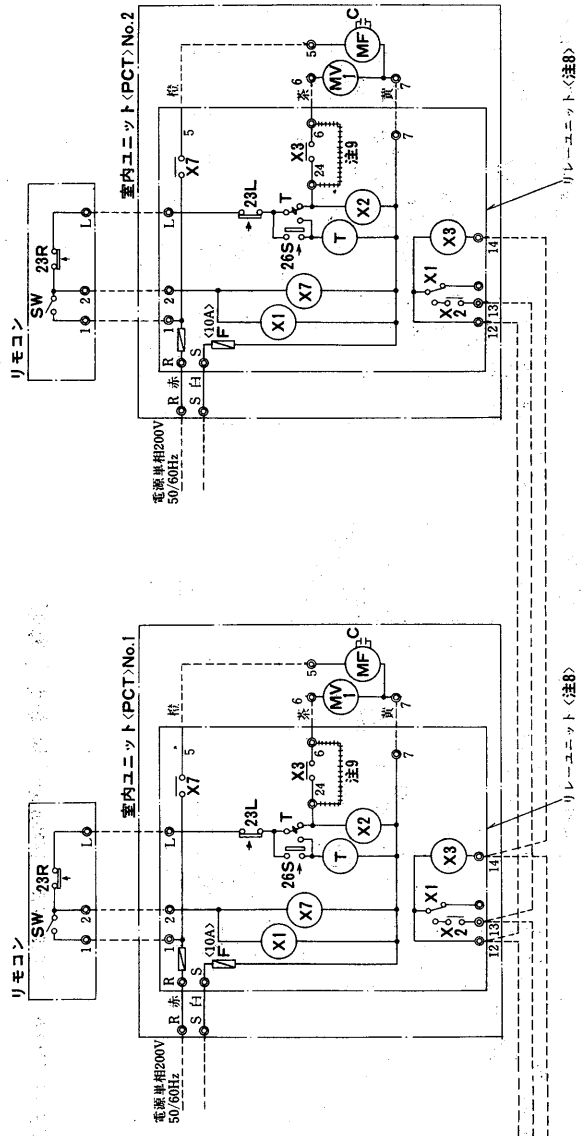 リモコン
SW
23R
1
2
L
室内ユニット〈PCT〉No.1
電源単相200V
50/60Hz
R 赤 R
1
2
L
橙
S 白 S
〈10A〉
F
X7
5
5
23L
X1
X7
26S
T
T
X2
X3
24
6
注9
茶 6
MV
1
MF
C
黄
7
7
X1
X
2
X3
12
13
14
リレーユニット〈注8〉
リモコン
SW
23R
1
2
L
室内ユニット〈PCT〉No.2
電源単相200V
50/60Hz
R 赤 R
1
2
L
橙
S 白 S
〈10A〉
F
X7
5
5
23L
X1
X7
26S
T
T
X2
X3
24
6
注9
茶 6
MV
1
MF
C
黄
7
7
X1
X
2
X3
12
13
14
リレーユニット〈注8〉